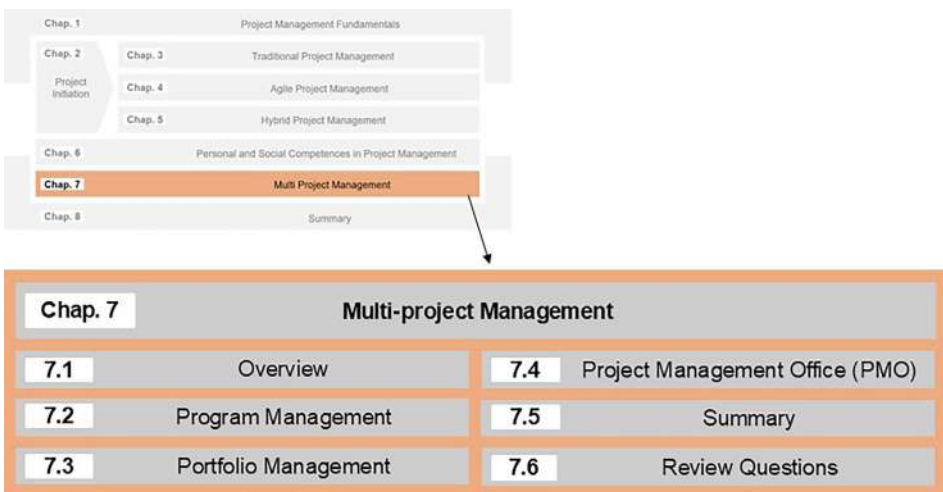 Chap. 1 Project Management Fundamentals
Chap. 2 Chap. 3 Traditional Project Management
Project
Initiation
Chap. 4 Agile Project Management
Chap. 5 Hybrid Project Management
Chap. 6 Personal and Social Competences in Project Management
Chap. 7 Multi Project Management
Chap. 8 Summary
Chap. 7 Multi-project Management
7.1 Overview
7.4 Project Management Office (PMO)
7.2 Program Management
7.5 Summary
7.3 Portfolio Management
7.6 Review Questions